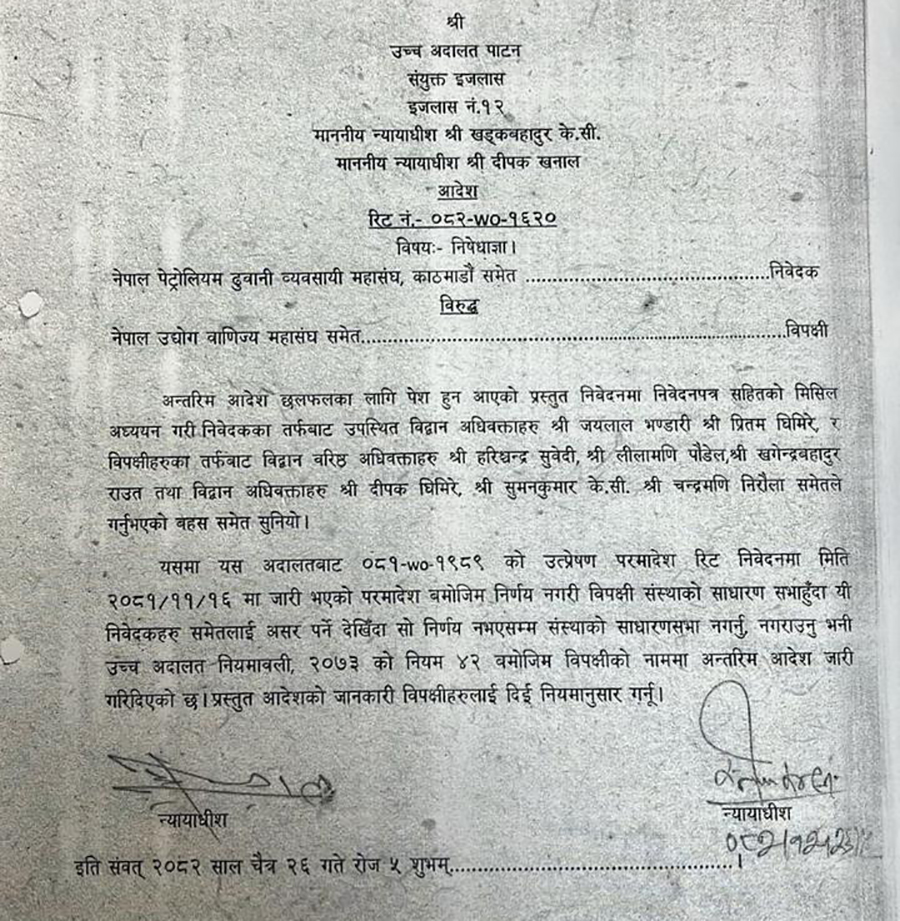 श्री
उच्च अदालत पाटन
संयुक्त इजलास
इजलास नं.१२
माननीय न्यायाधीश श्री खड्कबहादुर के.सी.
माननीय न्यायाधीश श्री दीपक खनाल
आदेश
रिट नं.- ०८२-WO-१६२०
विषयः- निषेधाज्ञा।
नेपाल पेट्रोलियम ढुवानी व्यवसायी महासंघ, काठमाडौं समेत ....................................निवेदक
विरुद्ध
नेपाल उद्योग वाणिज्य महासंघ समेत................................................................विपक्षी
अन्तरिम आदेश छलफलका लागि पेश हुन आएको प्रस्तुत निवेदनमा निवेदनपत्र सहितको मिसिल
अध्ययन गरी निवेदकका तर्फबाट उपस्थित विद्वान अधिवक्ताहरु श्री जयलाल भण्डारी श्री प्रितम घिमिरे, र
विपक्षीहरुका तर्फबाट विद्वान वरिष्ठ अधिवक्ताहरु श्री हरिश्चन्द्र सुवेदी, श्री लीलामणि पौडेल,श्री खगेन्द्रबहादुर
राउत तथा विद्वान अधिवक्ताहरु श्री दीपक घिमिरे, श्री सुमनकुमार के.सी. श्री चन्द्रमणि निरौला समेतले
गर्नुभएको बहस समेत सुनियो।
यसमा यस अदालतबाट ०८१-wo-१९८९ को उत्प्रेषण परमादेश रिट निवेदनमा मिति
२०८१/११/१६ मा जारी भएको परमादेश बमोजिम निर्णय नगरी विपक्षी संस्थाको साधारण सभाहुँदा यी
निवेदकहरु समेतलाई असर पर्ने देखिँदा सो निर्णय नभएसम्म संस्थाको साधारणसभा नगर्नु, नगराउनु भनी
उच्च अदालत नियमावली, २०७३ को नियम ४२ बमोजिम विपक्षीको नाममा अन्तरिम आदेश जारी
गरिदिएको छ।प्रस्तुत आदेशको जानकारी विपक्षीहरुलाई दिई नियमानुसार गर्नू।
न्यायाधीश
न्यायाधीश
इति संवत् २०८२ साल चैत्र २६ गते रोज ५ शुभम्..................................................।